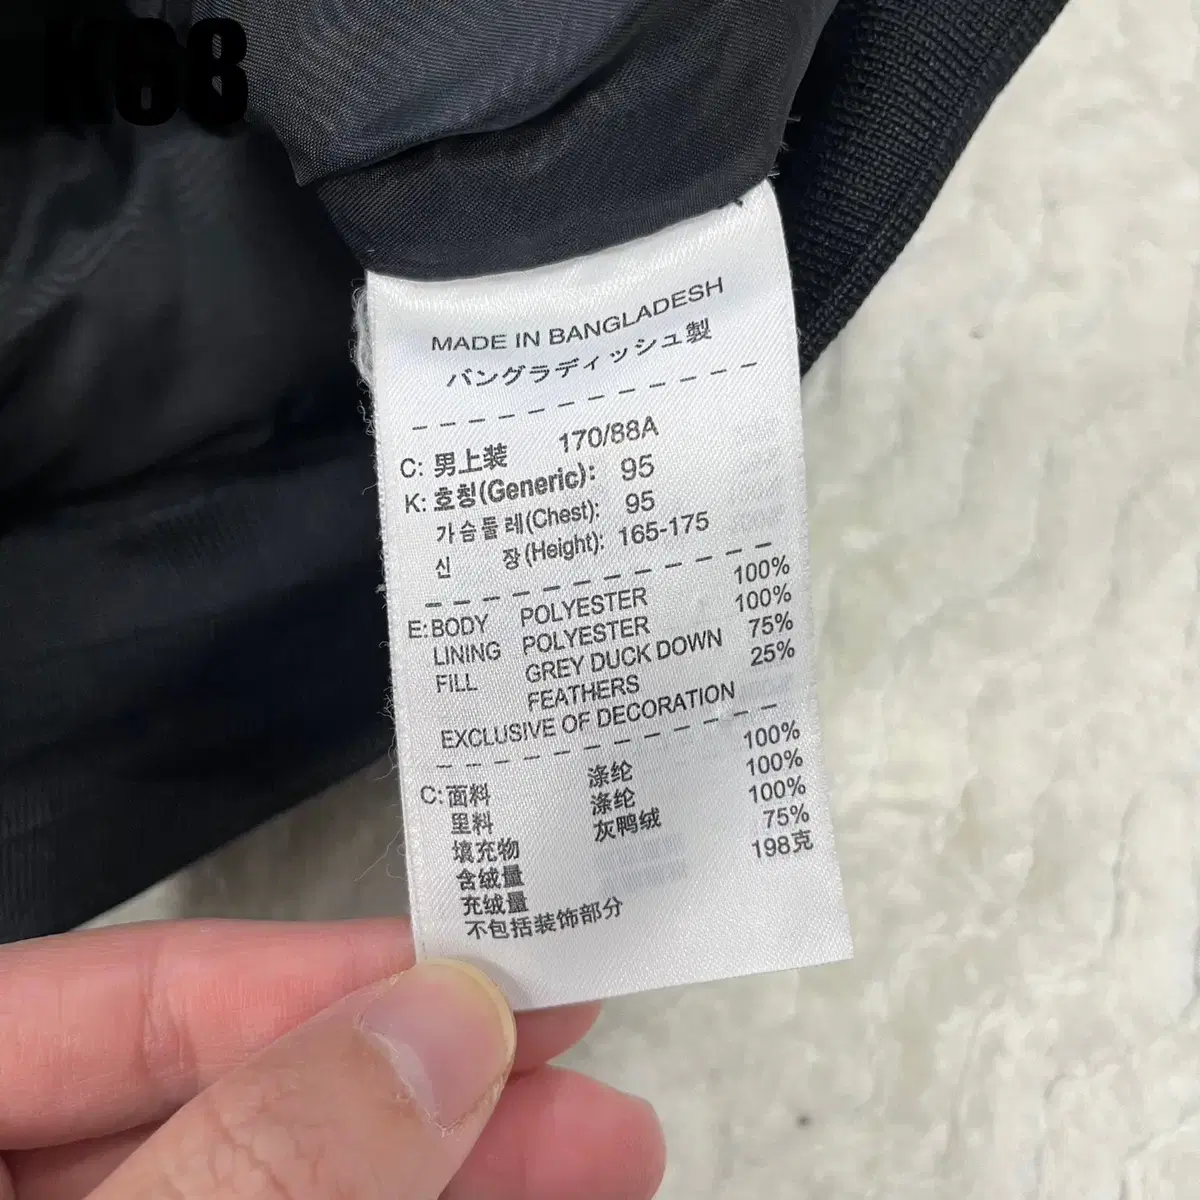 K68
MADE IN BANGLADESH
バングラディッシュ製
C: 男上装 170/88A
K: 호칭(Generic): 95
가슴둘레(Chest): 95
신 장(Height): 165-175
E: BODY POLYESTER 100%
LINING POLYESTER 100%
FILL GREY DUCK DOWN 75%
FEATHERS 25%
EXCLUSIVE OF DECORATION
C: 面料 涤纶 100%
里料 涤纶 100%
填充物 灰鸭绒 100%
含绒量 75%
充绒量 198克
不包括装饰部分